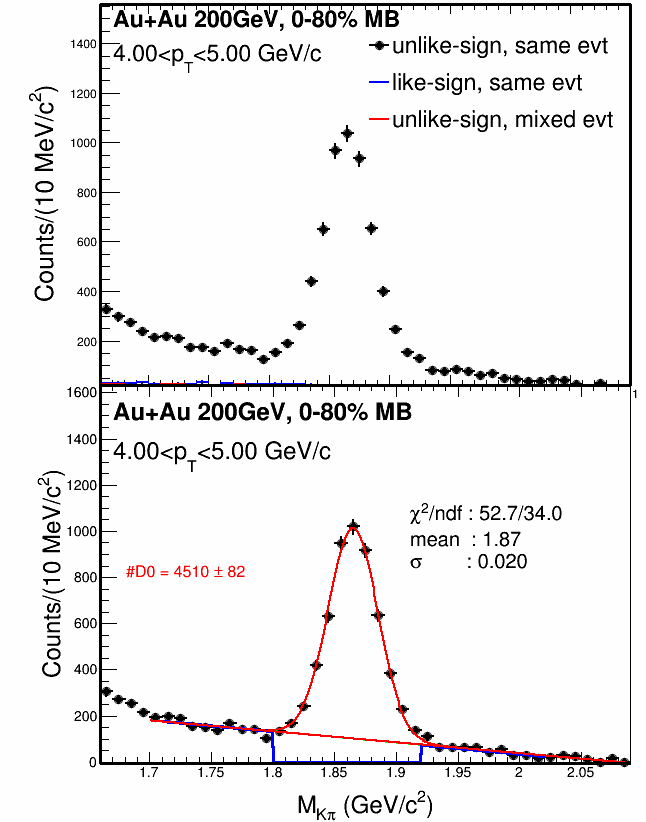 Au+Au 200GeV, 0-80% MB
4.00<p_T<5.00 GeV/c
unlike-sign, same evt
like-sign, same evt
unlike-sign, mixed evt
Counts/(10 MeV/c²)
1400
1200
1000
800
600
400
200
1
Au+Au 200GeV, 0-80% MB
4.00<p_T<5.00 GeV/c
χ²/ndf : 52.7/34.0
mean : 1.87
σ : 0.020
#D0 = 4510 ± 82
Counts/(10 MeV/c²)
1600
1400
1200
1000
800
600
400
200
0
1.7 1.75 1.8 1.85 1.9 1.95 2 2.05
M_Kπ (GeV/c²)